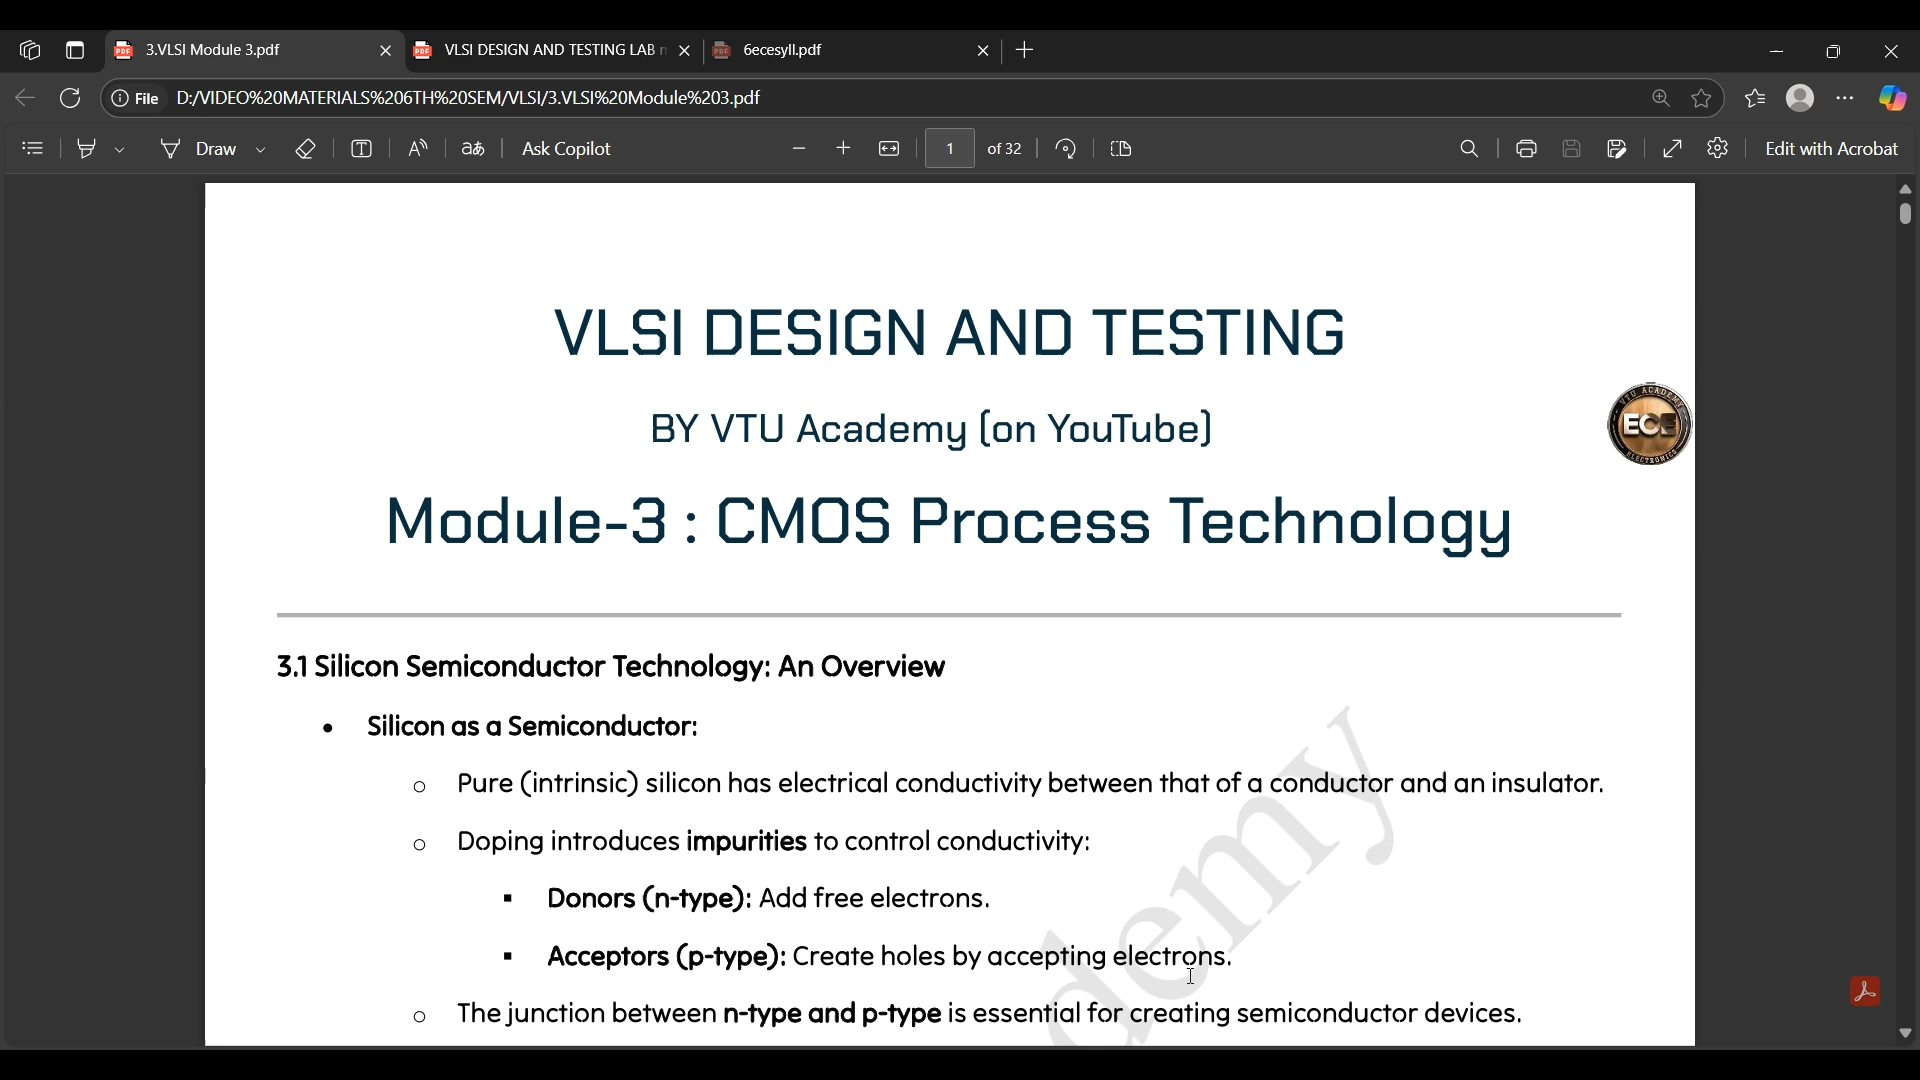 3.VLSI Module 3.pdf
VLSI DESIGN AND TESTING LAB
6ecesyll.pdf
File D:/VIDEO%20MATERIALS%206TH%20SEM/VLSI/3.VLSI%20Module%203.pdf
Draw
Ask Copilot
1 of 32
Edit with Acrobat
VLSI DESIGN AND TESTING
BY VTU Academy (on YouTube)
VTU ACADEMY
ECE
ELECTRONICS
Module-3 : CMOS Process Technology
3.1 Silicon Semiconductor Technology: An Overview
• Silicon as a Semiconductor:
o Pure (intrinsic) silicon has electrical conductivity between that of a conductor and an insulator.
o Doping introduces impurities to control conductivity:
▪ Donors (n-type): Add free electrons.
▪ Acceptors (p-type): Create holes by accepting electrons.
o The junction between n-type and p-type is essential for creating semiconductor devices.
demy